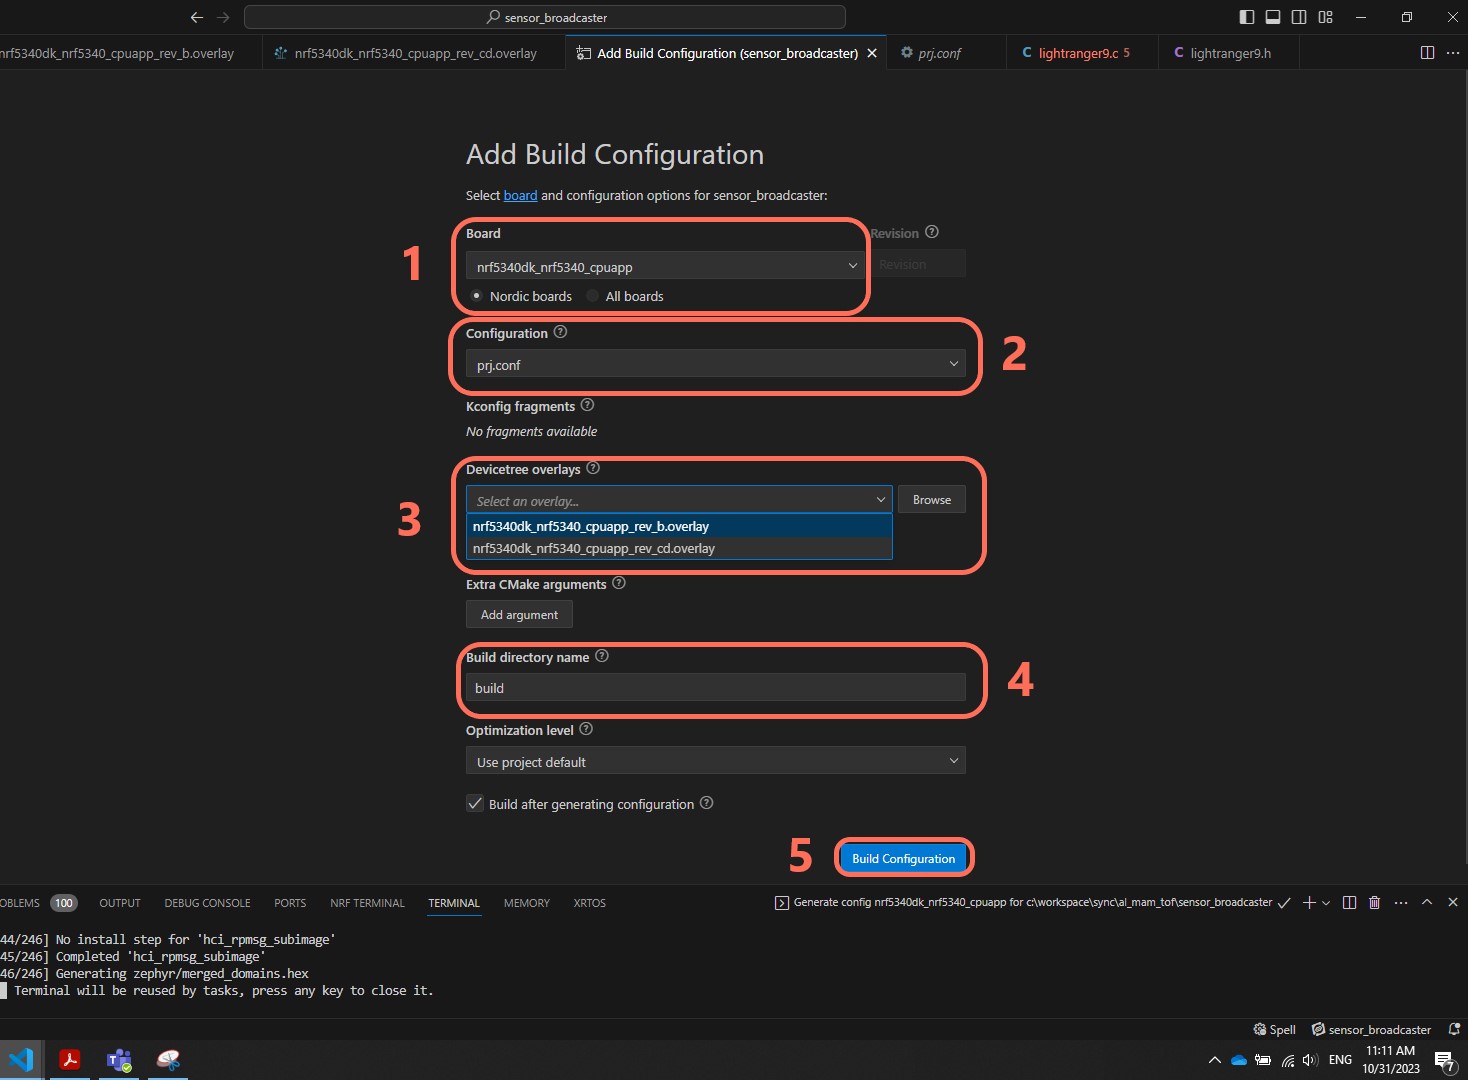 sensor_broadcaster
nrf5340dk_nrf5340_cpuapp_rev_b.overlay
nrf5340dk_nrf5340_cpuapp_rev_cd.overlay
Add Build Configuration (sensor_broadcaster)
prj.conf
C lightranger9.c 5
C lightranger9.h
Add Build Configuration
Select board and configuration options for sensor_broadcaster:
1
Board
Revision
nrf5340dk_nrf5340_cpuapp
Revision
Nordic boards
All boards
2
Configuration
prj.conf
Kconfig fragments
No fragments available
3
Devicetree overlays
Select an overlay...
Browse
nrf5340dk_nrf5340_cpuapp_rev_b.overlay
nrf5340dk_nrf5340_cpuapp_rev_cd.overlay
Extra CMake arguments
Add argument
4
Build directory name
build
Optimization level
Use project default
Build after generating configuration
5
Build Configuration
OBLEMS 100
OUTPUT
DEBUG CONSOLE
PORTS
NRF TERMINAL
TERMINAL
MEMORY
XRTOS
Generate config nrf5340dk_nrf5340_cpuapp for c:\workspace\sync\al_mam_tof\sensor_broadcaster
44/246] No install step for 'hci_rpmsg_subimage'
45/246] Completed 'hci_rpmsg_subimage'
46/246] Generating zephyr/merged_domains.hex
Terminal will be reused by tasks, press any key to close it.
Spell
sensor_broadcaster
ENG
11:11 AM
10/31/2023
7